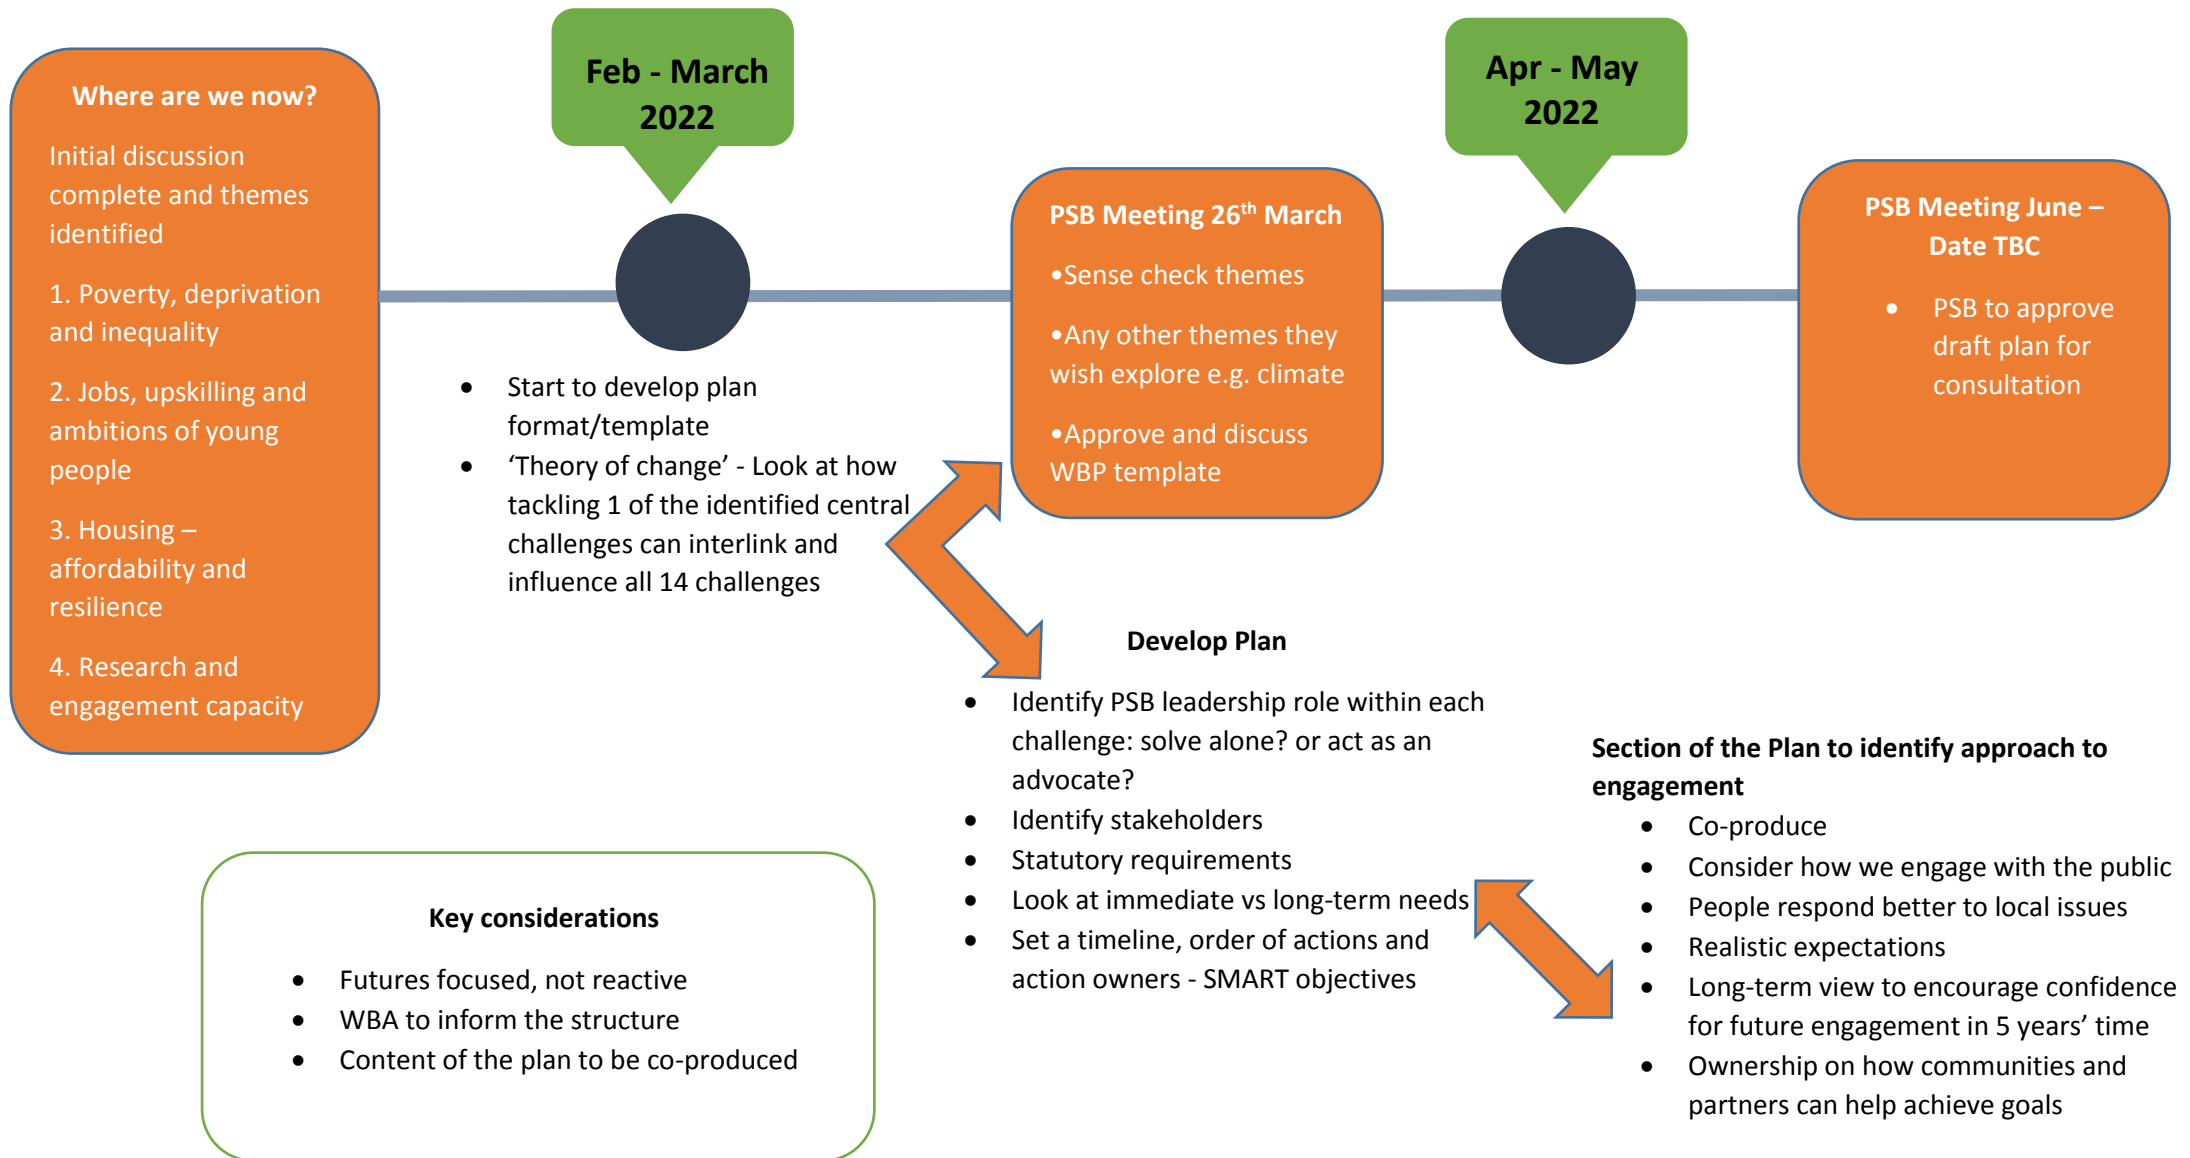 Where are we now?
Initial discussion
complete and themes
identified
1. Poverty, deprivation
and inequality
2. Jobs, upskilling and
ambitions of young
people
3. Housing –
affordability and
resilience
4. Research and
engagement capacity
Feb - March
2022
• Start to develop plan
format/template
• ‘Theory of change’ - Look at how
tackling 1 of the identified central
challenges can interlink and
influence all 14 challenges
PSB Meeting 26th March
•Sense check themes
•Any other themes they
wish explore e.g. climate
•Approve and discuss
WBP template
Apr - May
2022
PSB Meeting June –
Date TBC
• PSB to approve
draft plan for
consultation
Develop Plan
• Identify PSB leadership role within each
challenge: solve alone? or act as an
advocate?
• Identify stakeholders
• Statutory requirements
• Look at immediate vs long-term needs
• Set a timeline, order of actions and
action owners - SMART objectives
Section of the Plan to identify approach to
engagement
• Co-produce
• Consider how we engage with the public
• People respond better to local issues
• Realistic expectations
• Long-term view to encourage confidence
for future engagement in 5 years’ time
• Ownership on how communities and
partners can help achieve goals
Key considerations
• Futures focused, not reactive
• WBA to inform the structure
• Content of the plan to be co-produced